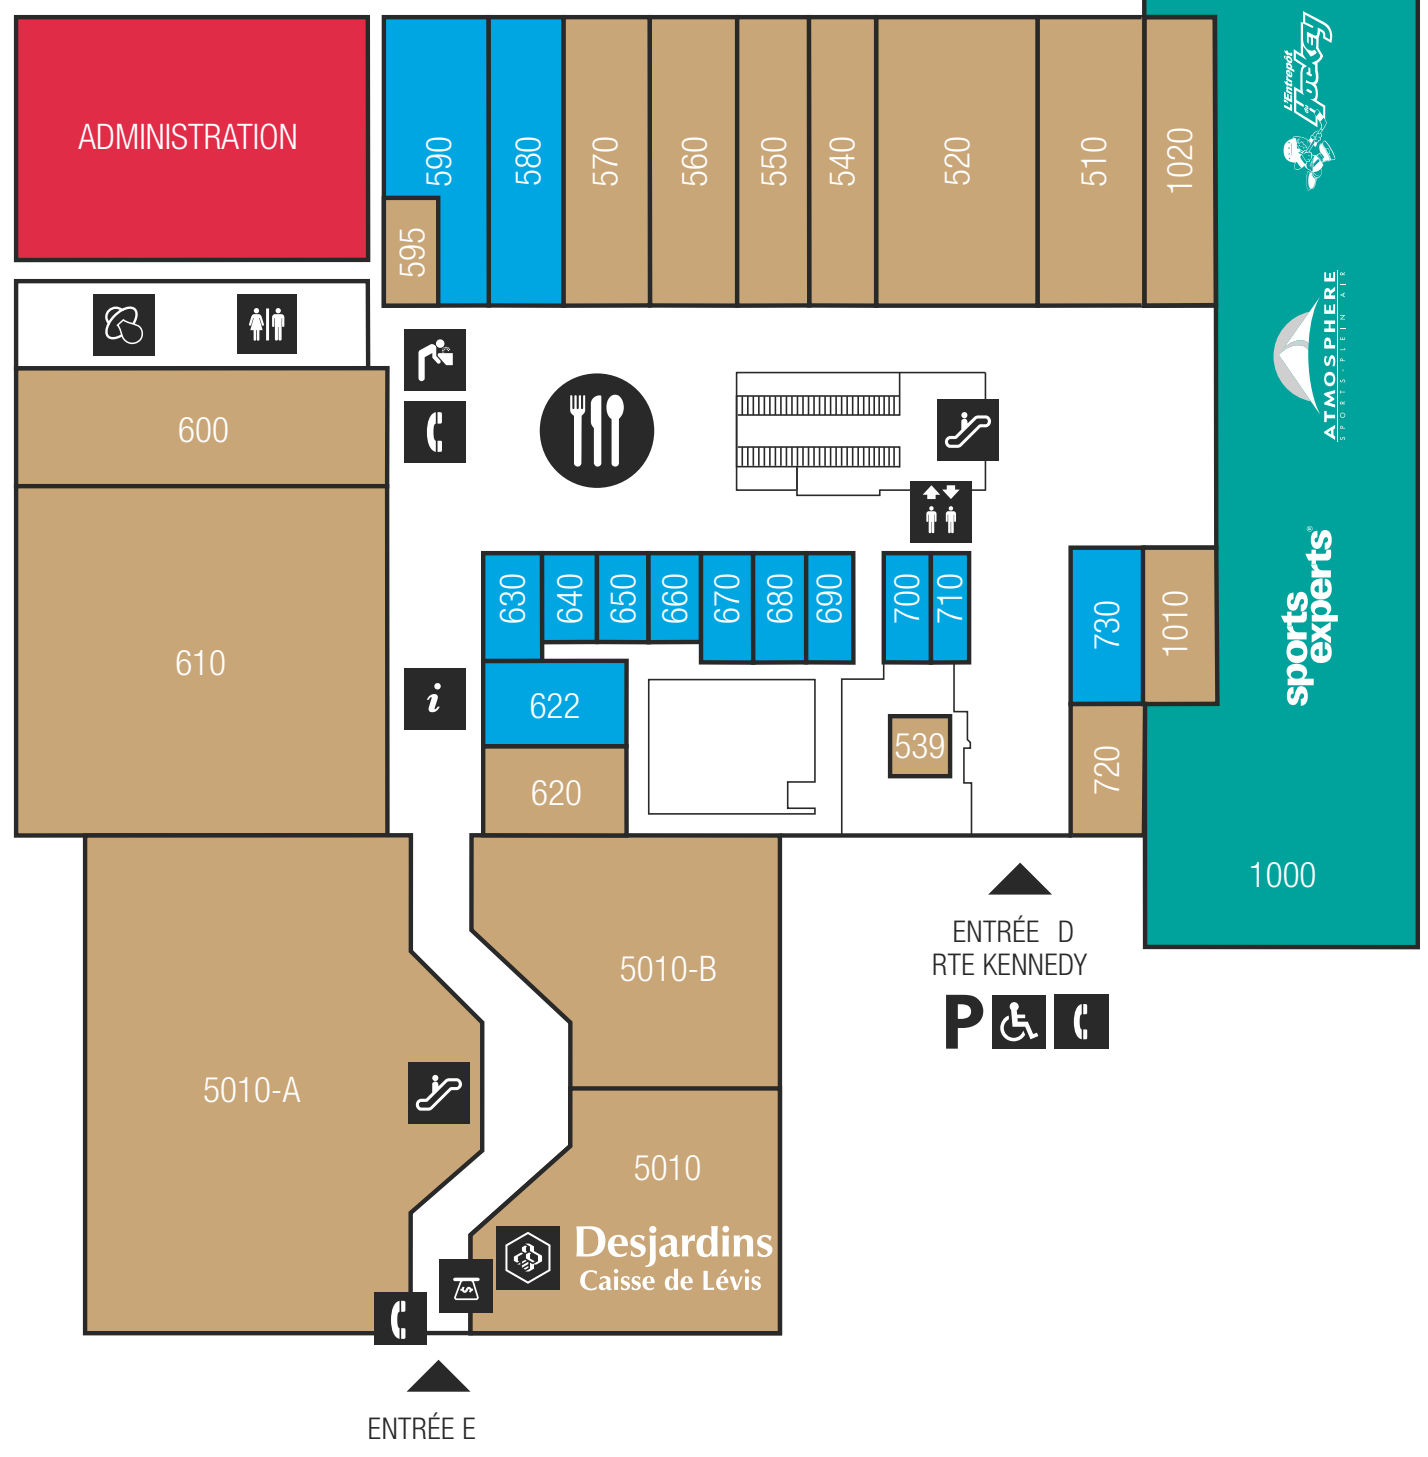 ADMINISTRATION
590
580
570
560
550
540
520
510
1020
595
L'Entrepôt
du Hockey
ATMOSPHERE
SPORTS-PLEIN AIR
600
610
630
640
650
660
670
680
690
700
710
730
1010
sports
experts®
i
622
620
539
720
1000
ENTRÉE D
RTE KENNEDY
P
5010-B
5010-A
5010
Desjardins
Caisse de Lévis
$
ENTRÉE E